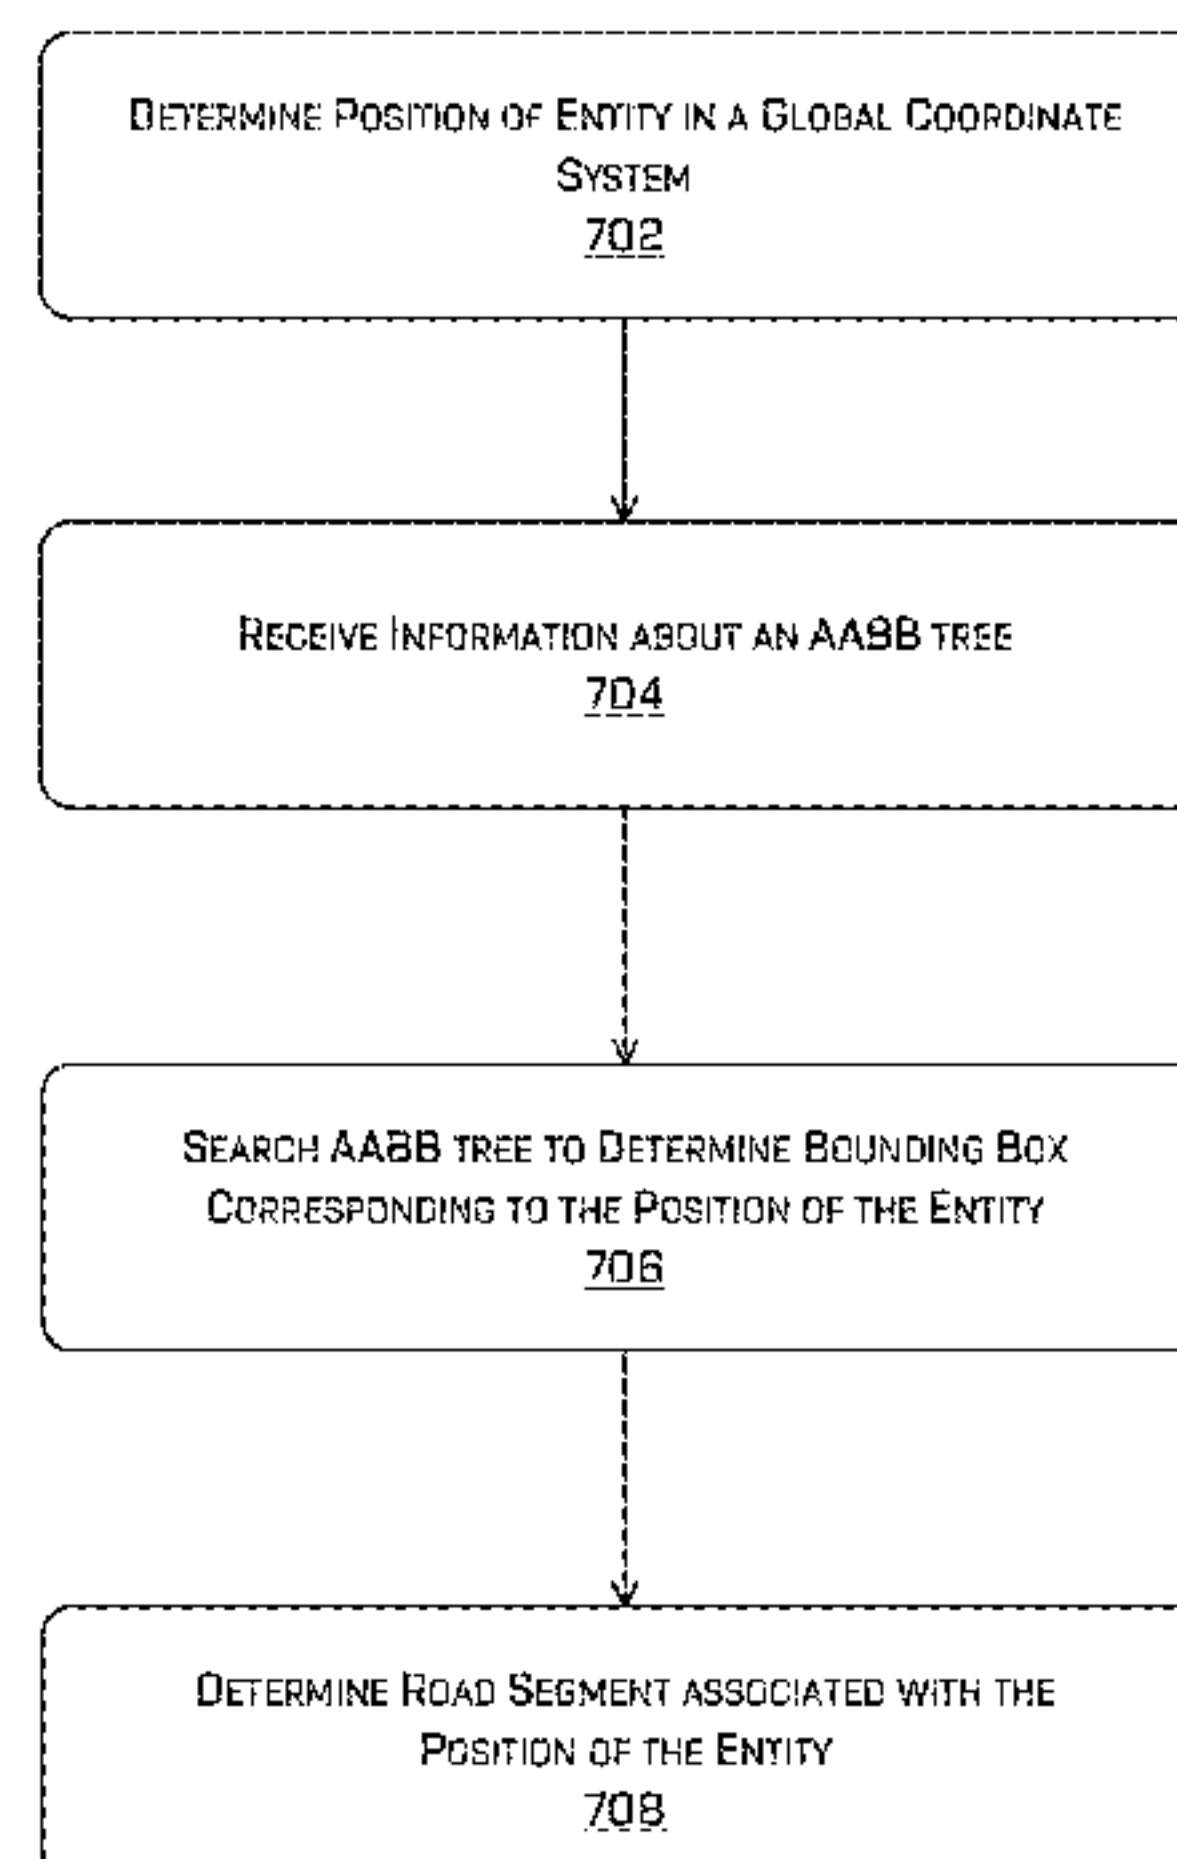 Determine Position of Entity in a Global Coordinate
System
702
Receive Information about an AABB tree
704
Search AABB tree to Determine Bounding Box
Corresponding to the Position of the Entity
706
Determine Road Segment associated with the
Position of the Entity
708